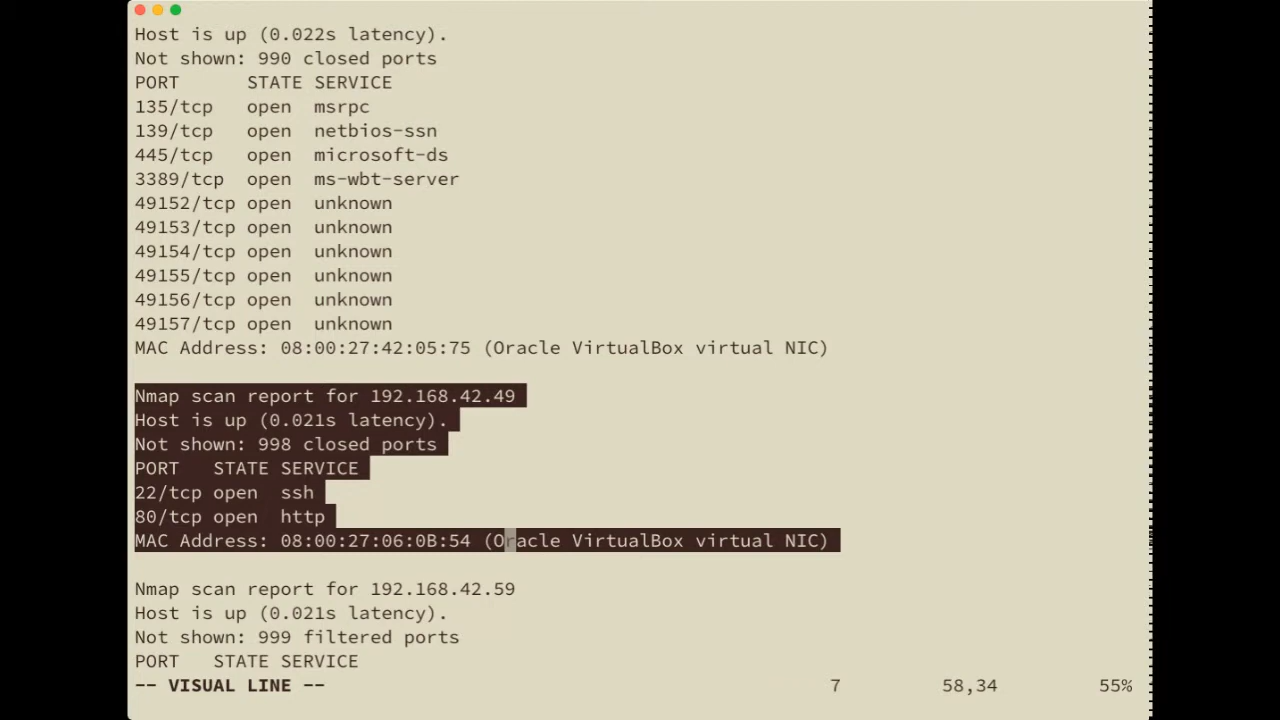 Host is up (0.022s latency).
Not shown: 990 closed ports
PORT      STATE SERVICE
135/tcp   open  msrpc
139/tcp   open  netbios-ssn
445/tcp   open  microsoft-ds
3389/tcp  open  ms-wbt-server
49152/tcp open  unknown
49153/tcp open  unknown
49154/tcp open  unknown
49155/tcp open  unknown
49156/tcp open  unknown
49157/tcp open  unknown
MAC Address: 08:00:27:42:05:75 (Oracle VirtualBox virtual NIC)
Nmap scan report for 192.168.42.49
Host is up (0.021s latency).
Not shown: 998 closed ports
PORT   STATE SERVICE
22/tcp open  ssh
80/tcp open  http
MAC Address: 08:00:27:06:0B:54 (Oracle VirtualBox virtual NIC)
Nmap scan report for 192.168.42.59
Host is up (0.021s latency).
Not shown: 999 filtered ports
PORT   STATE SERVICE
-- VISUAL LINE -- 7 58,34 55%